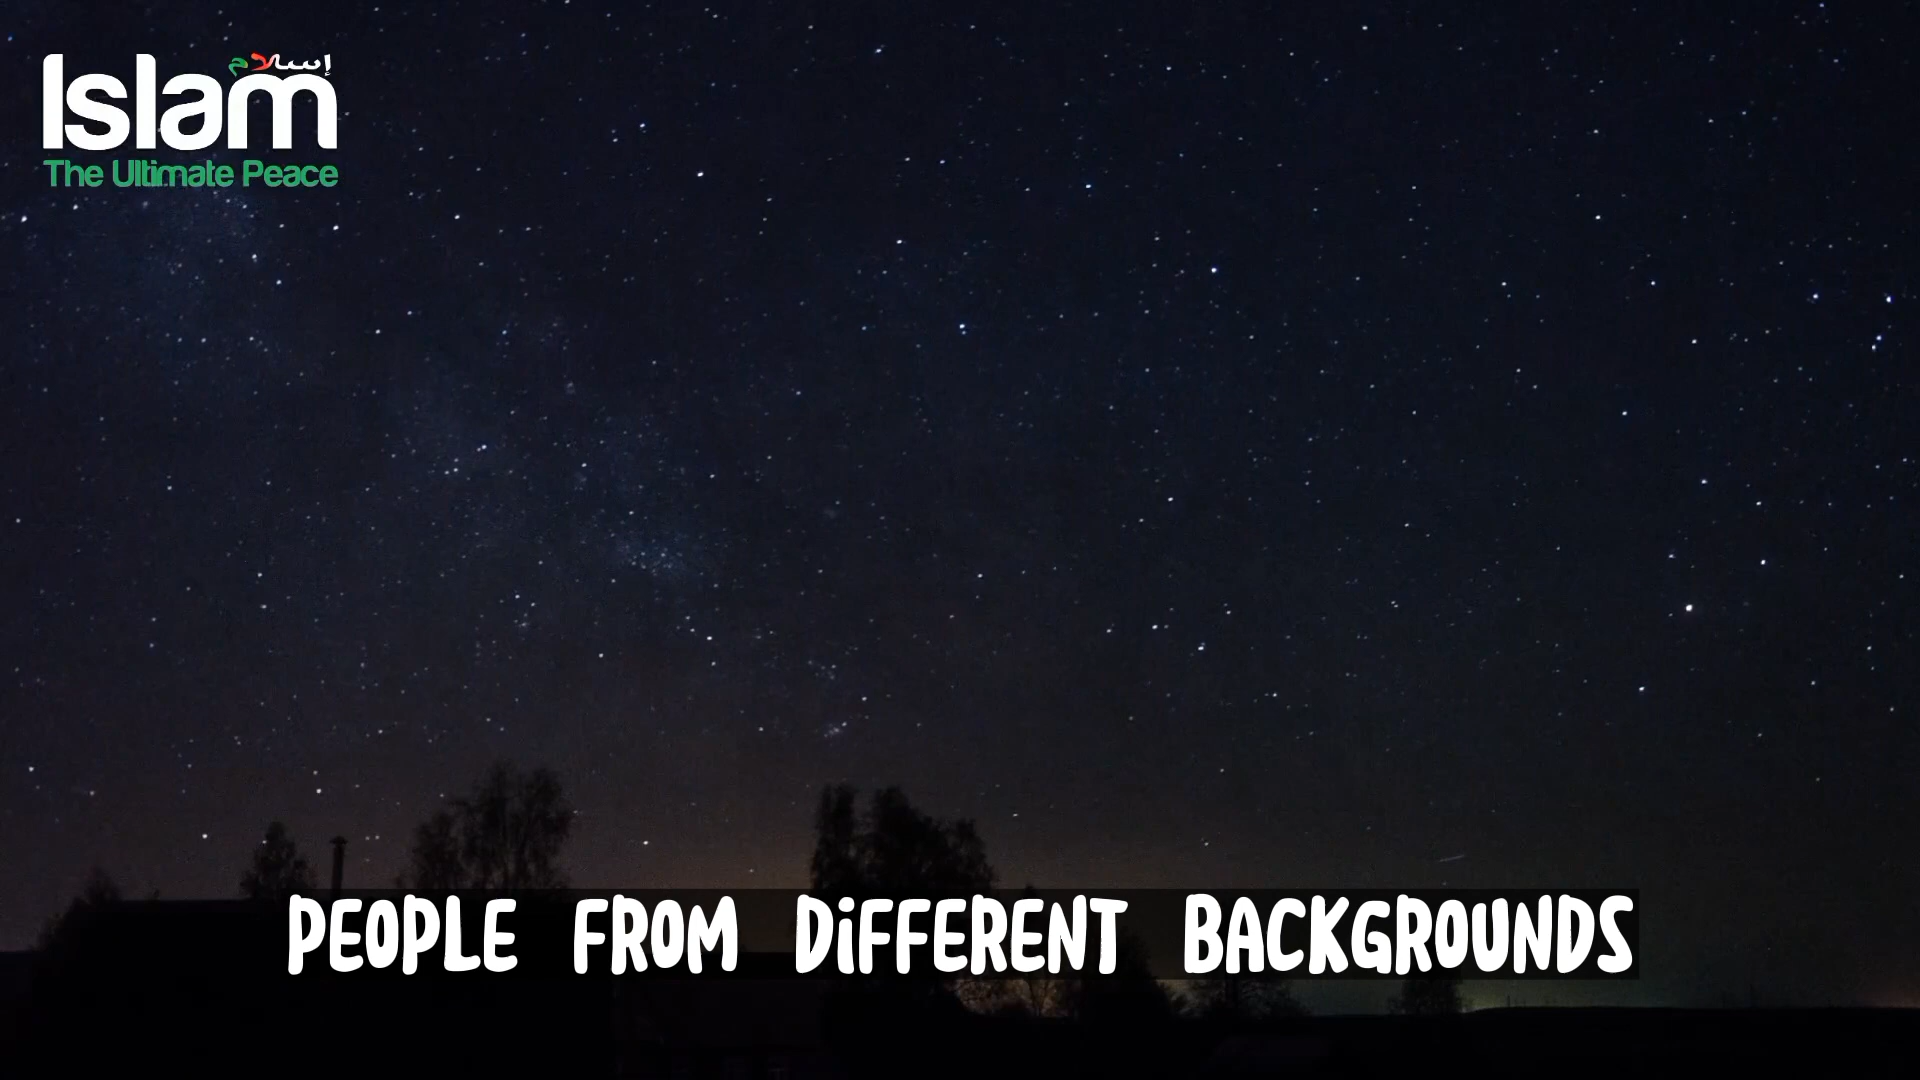 إسلام
Islam
The Ultimate Peace
PEOPLE FROM DIFFERENT BACKGROUNDS